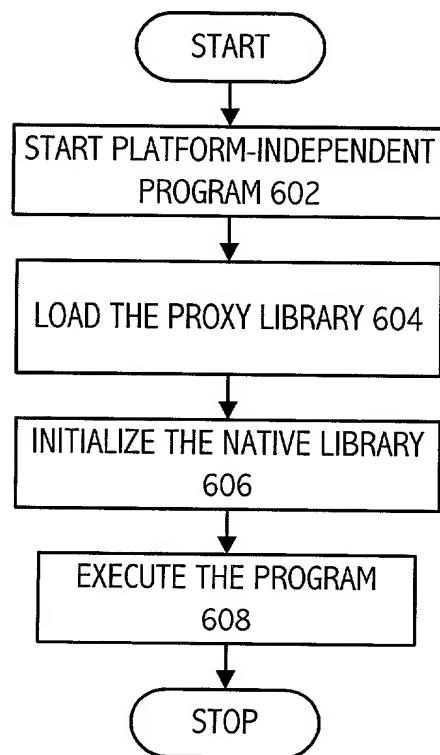 START
START PLATFORM-INDEPENDENT
PROGRAM 602
LOAD THE PROXY LIBRARY 604
INITIALIZE THE NATIVE LIBRARY
606
EXECUTE THE PROGRAM
608
STOP